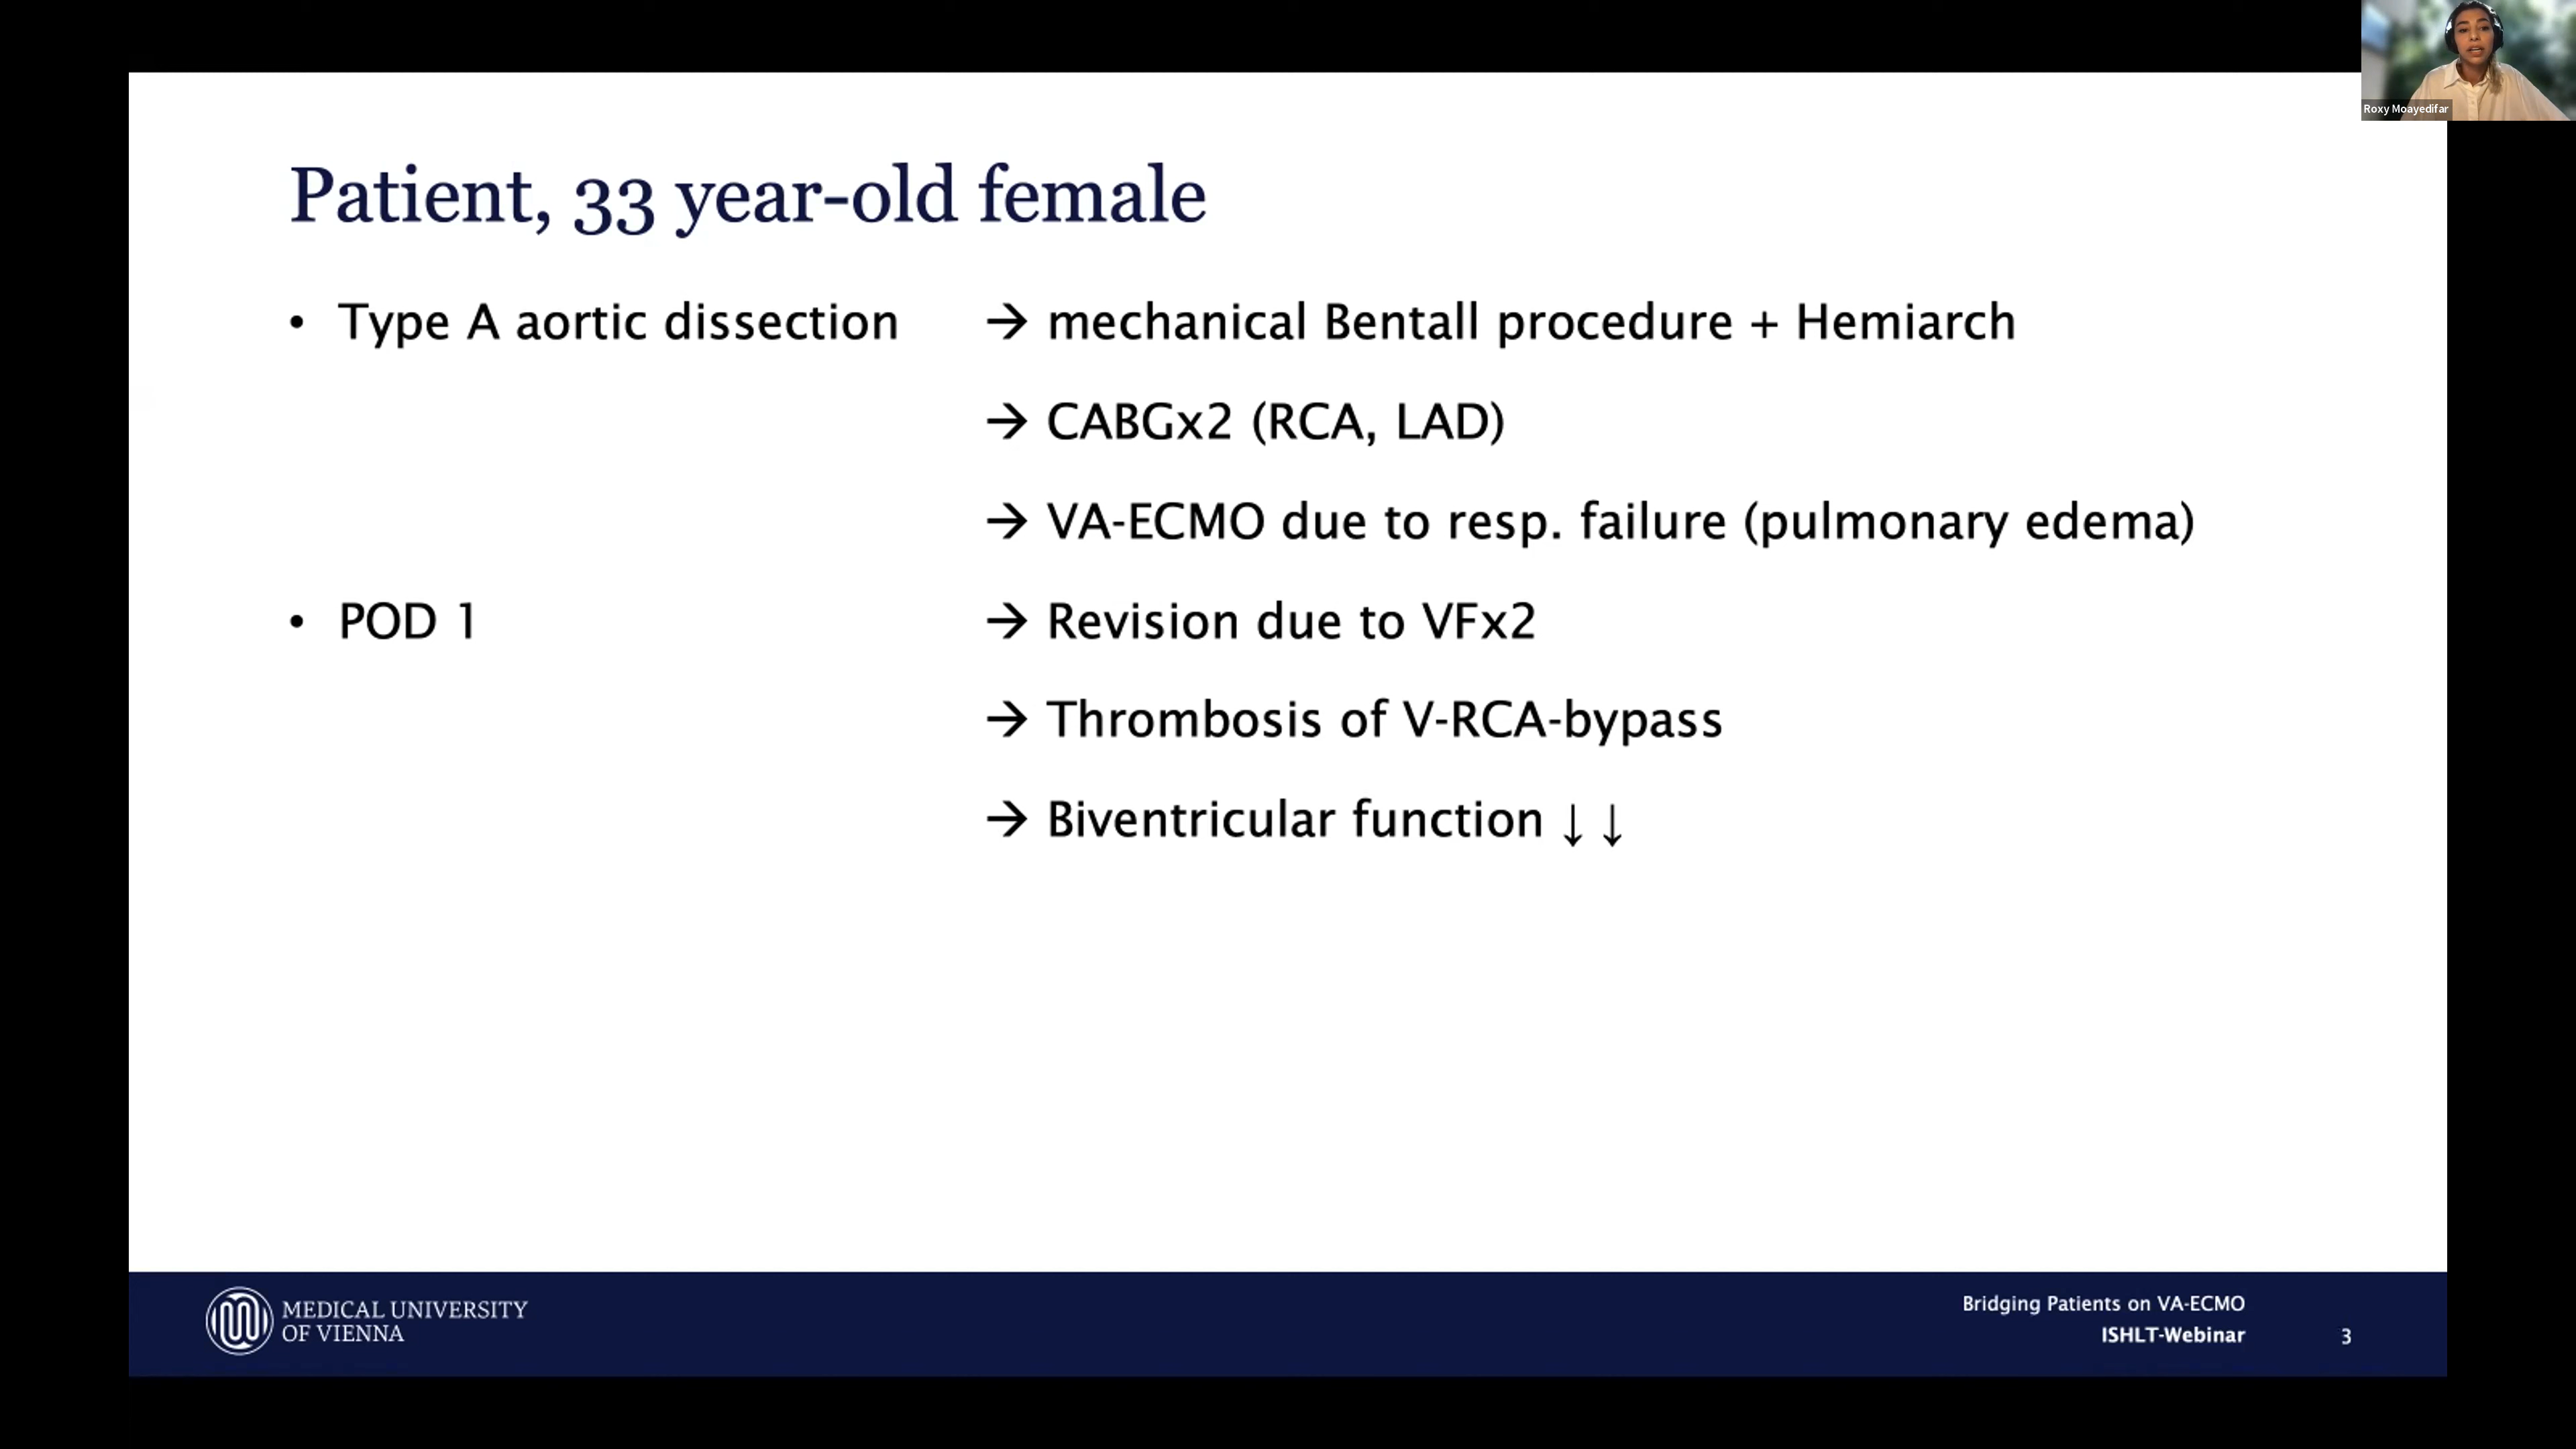 Roxy Moayedifar
Patient, 33 year-old female
• Type A aortic dissection → mechanical Bentall procedure + Hemiarch
→ CABGx2 (RCA, LAD)
→ VA-ECMO due to resp. failure (pulmonary edema)
• POD 1 → Revision due to VFx2
→ Thrombosis of V-RCA-bypass
→ Biventricular function ↓ ↓
MEDICAL UNIVERSITY
OF VIENNA
Bridging Patients on VA-ECMO
ISHLT-Webinar
3